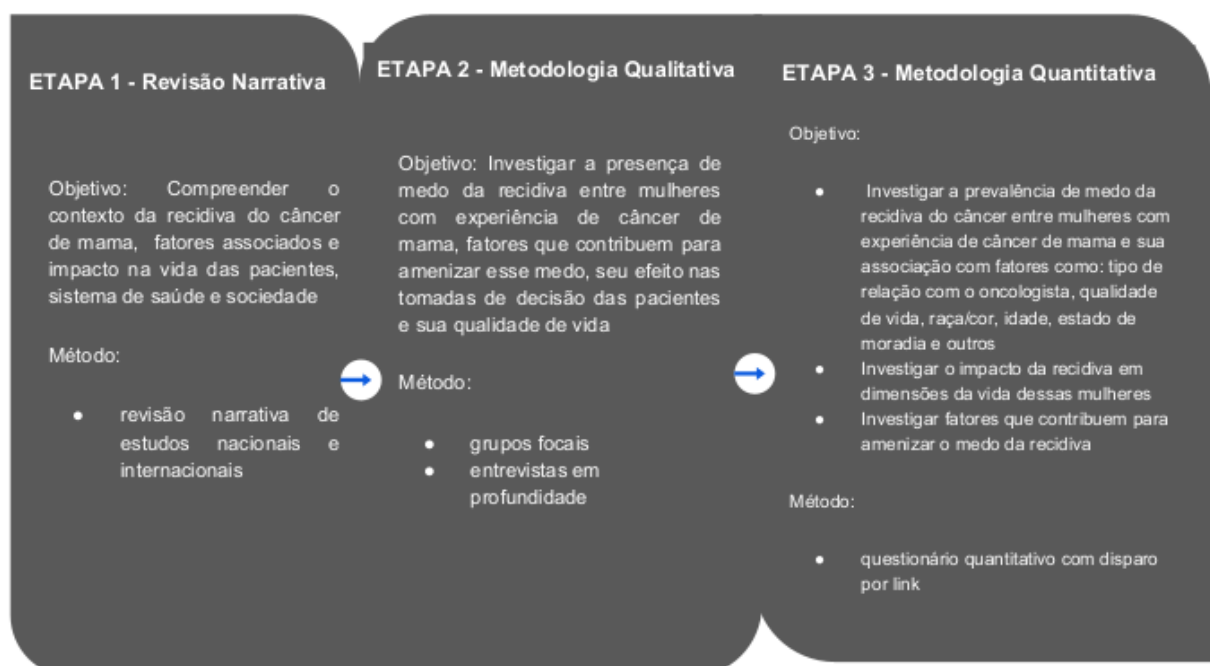 ETAPA 1 - Revisão Narrativa
Objetivo: Compreender o
contexto da recidiva do câncer
de mama, fatores associados e
impacto na vida das pacientes,
sistema de saúde e sociedade
Método:
● revisão narrativa de
estudos nacionais e
internacionais
ETAPA 2 - Metodologia Qualitativa
Objetivo: Investigar a presença de
medo da recidiva entre mulheres
com experiência de câncer de
mama, fatores que contribuem para
amenizar esse medo, seu efeito nas
tomadas de decisão das pacientes
e sua qualidade de vida
Método:
● grupos focais
● entrevistas em
profundidade
ETAPA 3 - Metodologia Quantitativa
Objetivo:
● Investigar a prevalência de medo da
recidiva do câncer entre mulheres com
experiência de câncer de mama e sua
associação com fatores como: tipo de
relação com o oncologista, qualidade
de vida, raça/cor, idade, estado de
moradia e outros
● Investigar o impacto da recidiva em
dimensões da vida dessas mulheres
● Investigar fatores que contribuem para
amenizar o medo da recidiva
Método:
● questionário quantitativo com disparo
por link